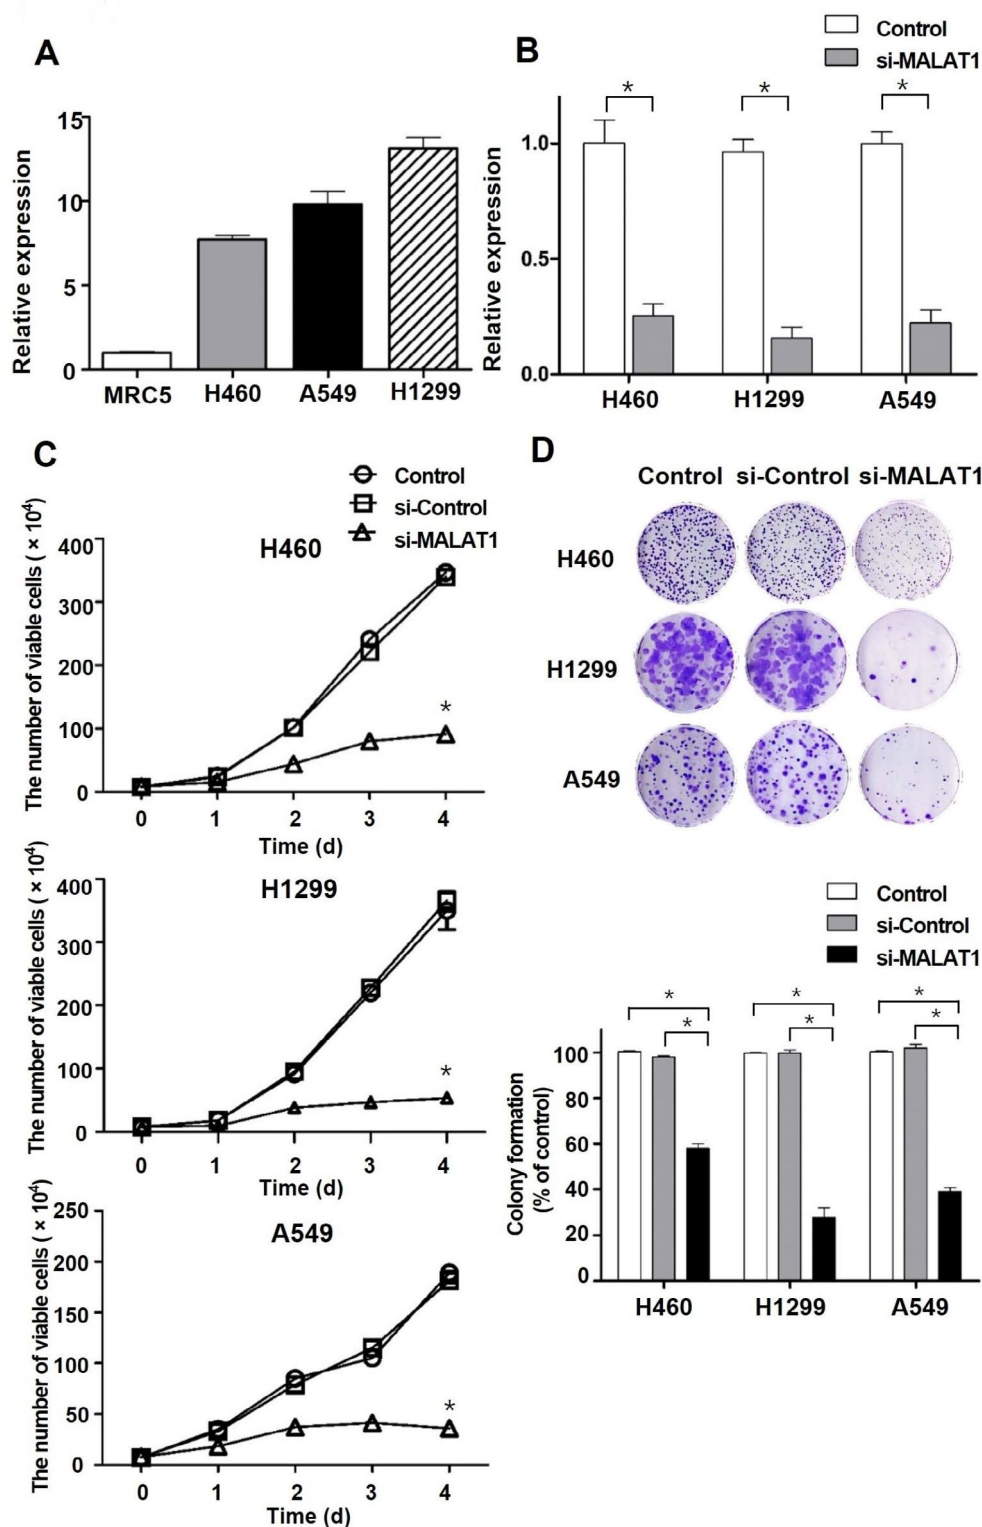 A
Relative expression
15
10
5
0
MRC5 H460 A549 H1299
B
Control
si-MALAT1
* * *
Relative expression
1.0
0.5
0.0
H460 H1299 A549
C
Control
si-Control
si-MALAT1
H460
The number of viable cells ( × 10⁴)
400
300
200
100
0
*
0 1 2 3 4
Time (d)
H1299
The number of viable cells ( × 10⁴)
400
300
200
100
0
*
0 1 2 3 4
Time (d)
A549
The number of viable cells ( × 10⁴)
250
200
150
100
50
0
*
0 1 2 3 4
Time (d)
D
Control si-Control si-MALAT1
H460
H1299
A549
Control
si-Control
si-MALAT1
* * *
* * *
Colony formation
(% of control)
100
80
60
40
20
0
H460 H1299 A549